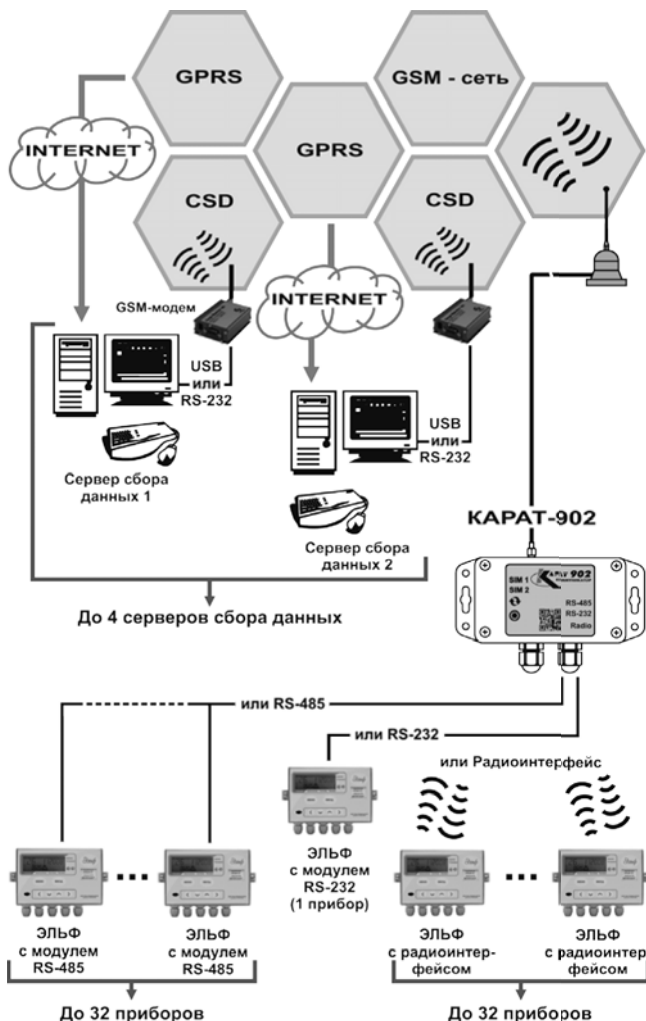 GPRS
GSM - сеть
GPRS
INTERNET
CSD
CSD
GSM-модем
INTERNET
USB
или
RS-232
USB
или
RS-232
Сервер сбора
данных 1
Сервер сбора
данных 2
КАРАТ-902
SIM 1
SIM 2
902
RS-485
RS-232
Radio
До 4 серверов сбора данных
или RS-485
или RS-232
или Радиоинтерфейс
ЭЛЬФ
с модулем
RS-232
(1 прибор)
ЭЛЬФ
с модулем
RS-485
ЭЛЬФ
с модулем
RS-485
ЭЛЬФ
с радиоинтер-
фейсом
ЭЛЬФ
с радиоинтер
фейсом
До 32 приборов
До 32 приборов